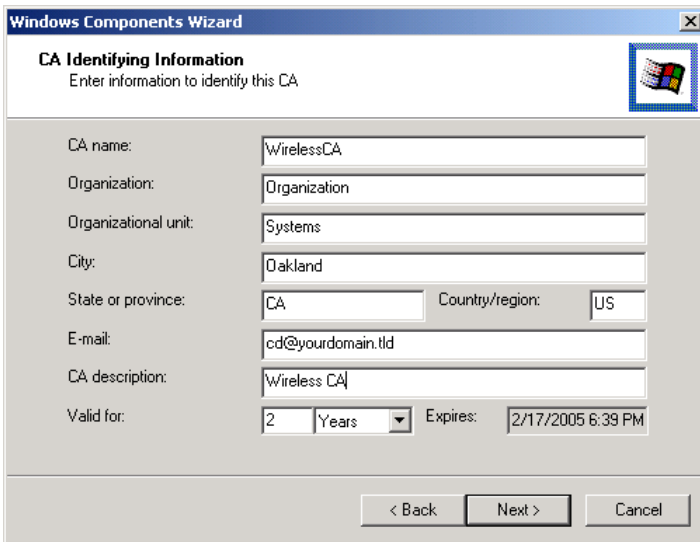 Windows Components Wizard
CA Identifying Information
Enter information to identify this CA
CA name: WirelessCA
Organization: Organization
Organizational unit: Systems
City: Oakland
State or province: CA Country/region: US
E-mail: cd@yourdomain.tld
CA description: Wireless CA
Valid for: 2 Years Expires: 2/17/2005 6:39 PM
< Back Next > Cancel